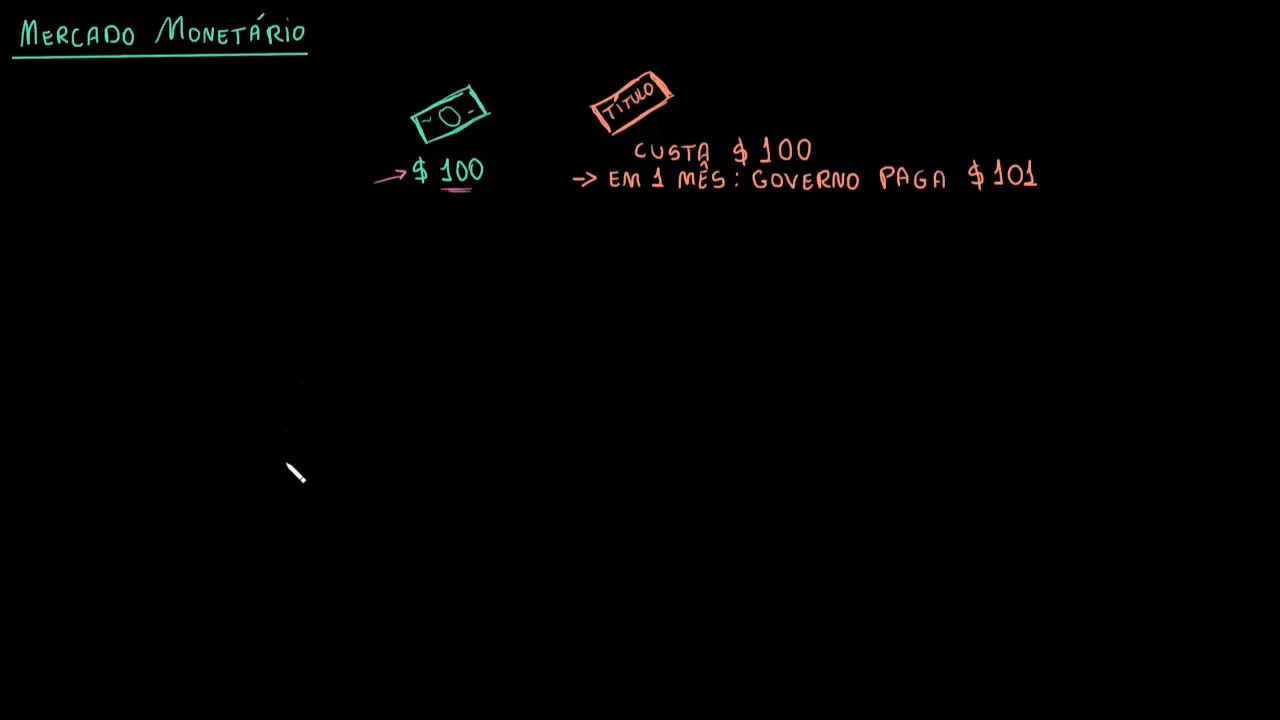 MERCADO MONETÁRIO
TÍTULO
CUSTA $ 100
→ $ 100
→ EM 1 MÊS: GOVERNO PAGA $ 101